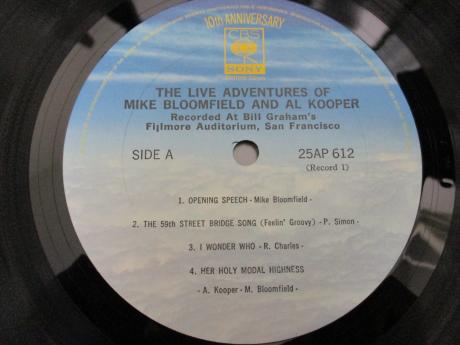 10th ANNIVERSARY
CBS
SONY
THE LIVE ADVENTURES OF
MIKE BLOOMFIELD AND AL KOOPER
Recorded At Bill Graham's
Fillmore Auditorium, San Francisco
SIDE A
25AP 612
(Record 1)
1. OPENING SPEECH - Mike Bloomfield -
2. THE 59th STREET BRIDGE SONG (Feelin' Groovy) - P. Simon -
3. I WONDER WHO - R. Charles -
4. HER HOLY MODAL HIGHNESS
- A. Kooper - M. Bloomfield -